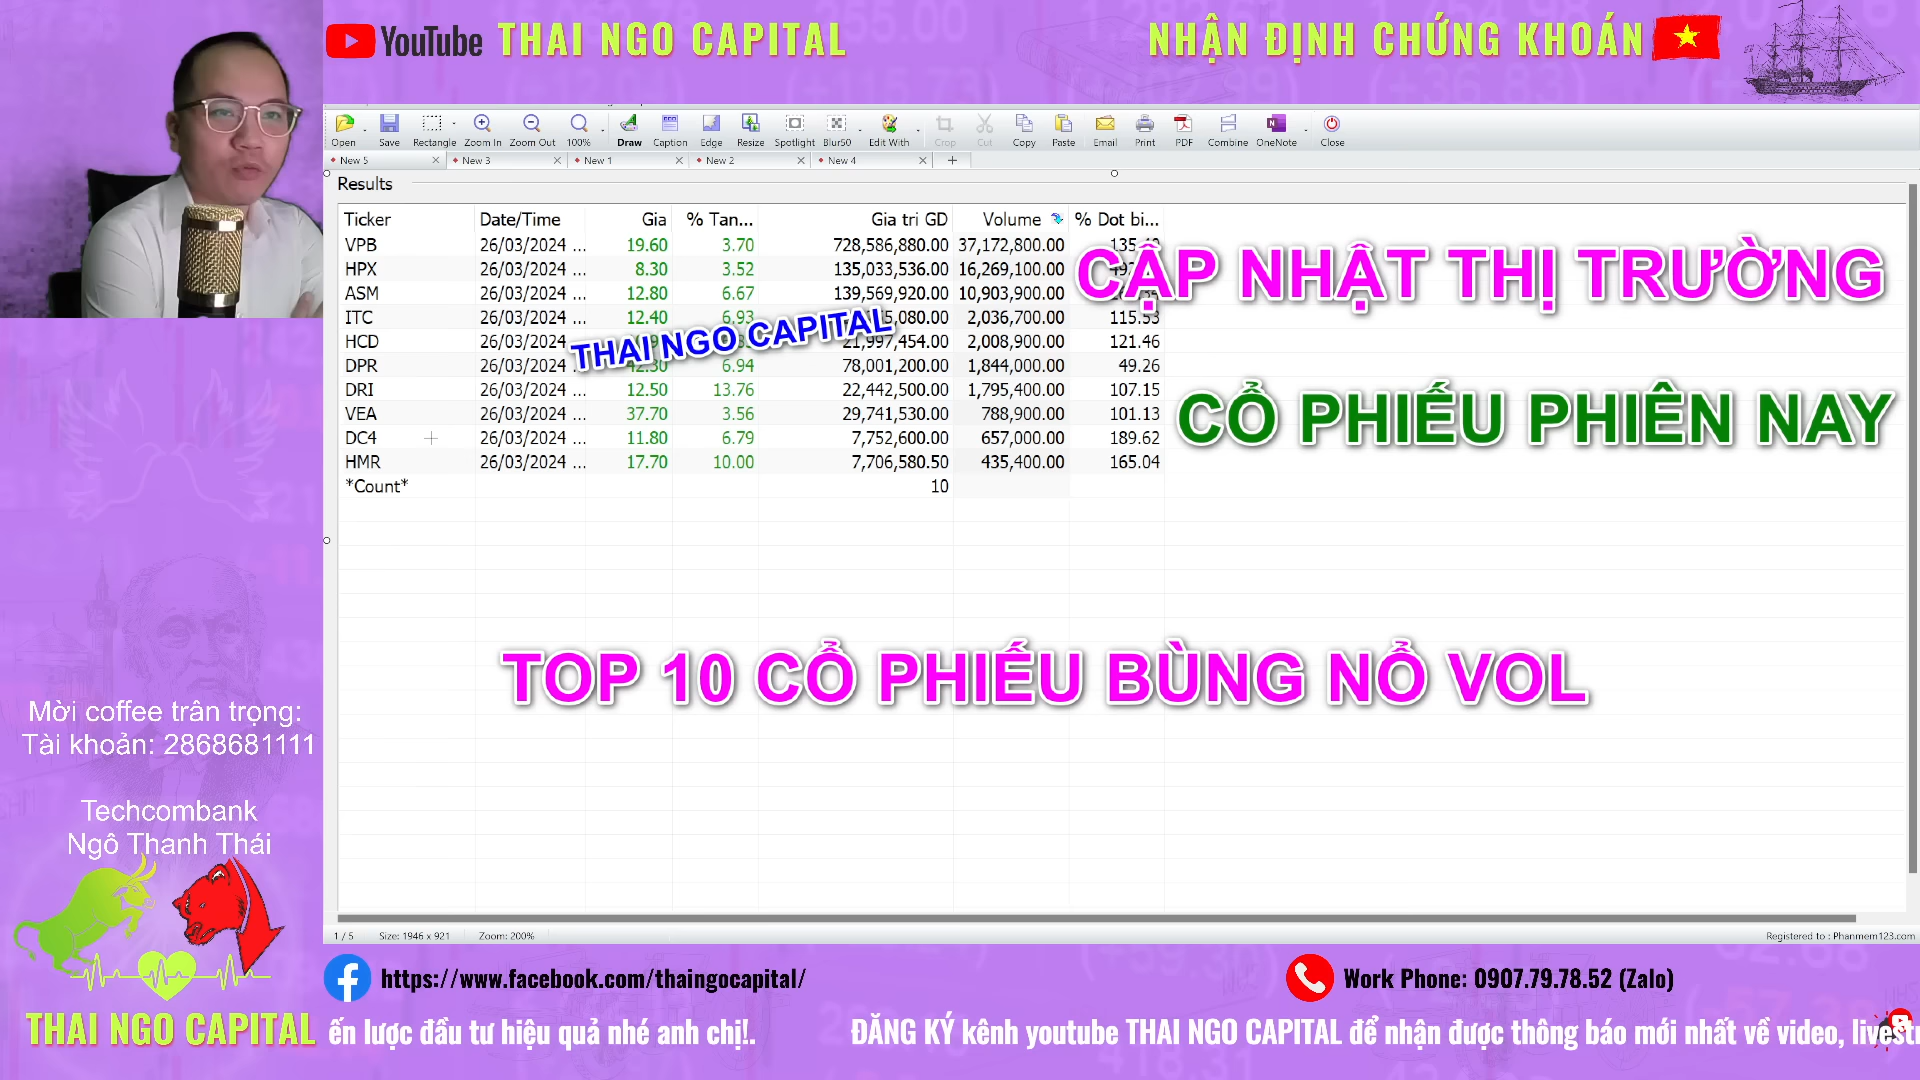 YouTube THAI NGO CAPITAL
NHẬN ĐỊNH CHỨNG KHOÁN
Open Save Rectangle Zoom In Zoom Out 100% Draw Caption Edge Resize Spotlight Blur50 Edit With Crop Cut Copy Paste Email Print PDF Combine OneNote Close
New 5 New 3 New 1 New 2 New 4
Results
Ticker Date/Time Gia % Tan... Gia tri GD Volume % Dot bi...
VPB 26/03/2024 ... 19.60 3.70 728,586,880.00 37,172,800.00
HPX 26/03/2024 ... 8.30 3.52 135,033,536.00 16,269,100.00
ASM 26/03/2024 ... 12.80 6.67 139,569,920.00 10,903,900.00
ITC 26/03/2024 ... 12.40 6.93 2,036,700.00 115.53
HCD 26/03/2024 21,997,454.00 2,008,900.00 121.46
DPR 26/03/2024 ... 42.30 6.94 78,001,200.00 1,844,000.00 49.26
DRI 26/03/2024 ... 12.50 13.76 22,442,500.00 1,795,400.00 107.15
VEA 26/03/2024 ... 37.70 3.56 29,741,530.00 788,900.00 101.13
DC4 26/03/2024 ... 11.80 6.79 7,752,600.00 657,000.00 189.62
HMR 26/03/2024 ... 17.70 10.00 7,706,580.50 435,400.00 165.04
*Count* 10
THAI NGO CAPITAL
CẬP NHẬT THỊ TRƯỜNG
CỔ PHIẾU PHIÊN NAY
TOP 10 CỔ PHIẾU BÙNG NỔ VOL
Mời coffee trân trọng:
Tài khoản: 2868681111
Techcombank
Ngô Thanh Thái
1 / 5 Size: 1946 x 921 Zoom: 200% Registered to : Phanmem123.com
https://www.facebook.com/thaingocapital/
Work Phone: 0907.79.78.52 (Zalo)
THAI NGO CAPITAL
ến lược đầu tư hiệu quả nhé anh chị!. ĐĂNG KÝ kênh youtube THAI NGO CAPITAL để nhận được thông báo mới nhất về video,